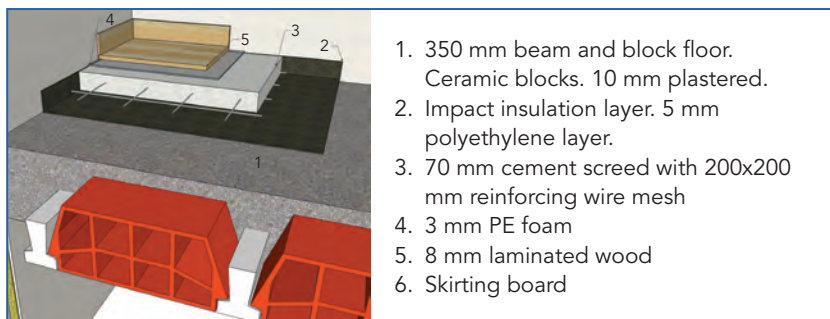 4
5
3
2
1
1. 350 mm beam and block floor.
Ceramic blocks. 10 mm plastered.
2. Impact insulation layer. 5 mm
polyethylene layer.
3. 70 mm cement screed with 200x200
mm reinforcing wire mesh
4. 3 mm PE foam
5. 8 mm laminated wood
6. Skirting board